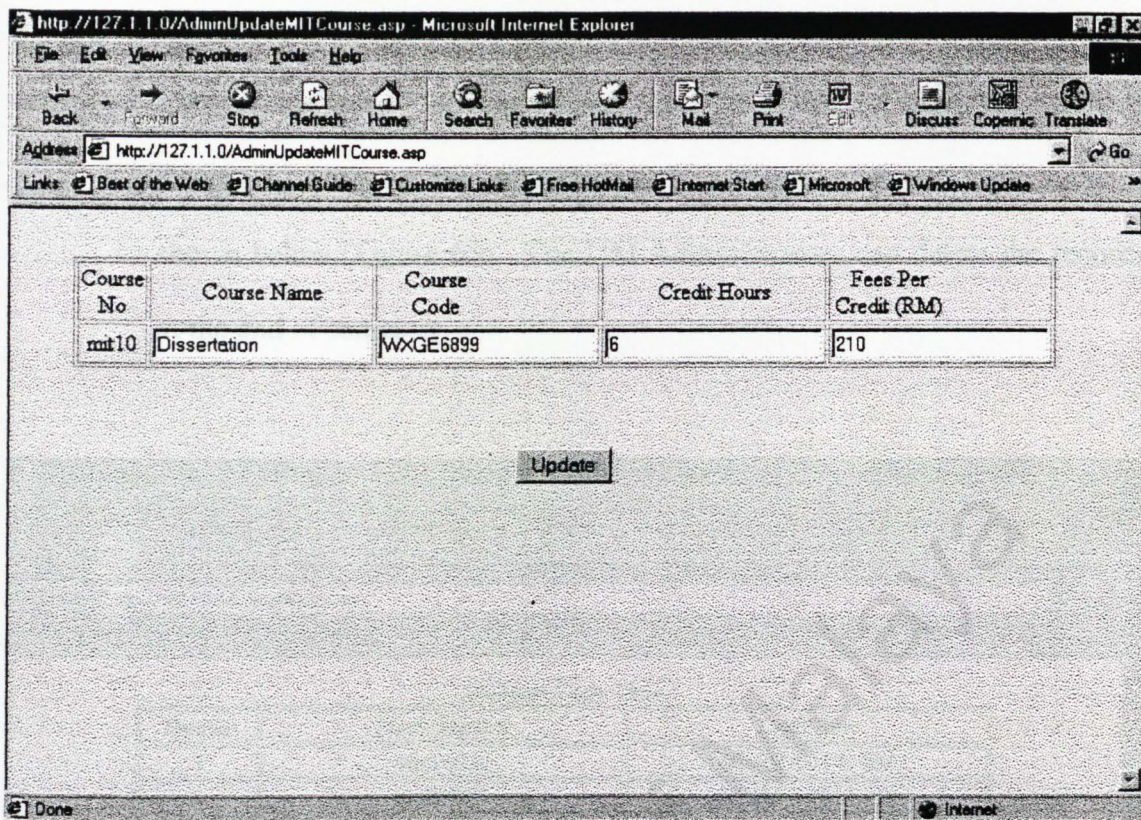 http://127.1.1.0/AdminUpdateMITCourse.asp - Microsoft Internet Explorer
File Edit View Favorites Tools Help
Back Forward Stop Refresh Home Search Favorites History Mail Print Edit Discuss Copernic Translate
Address http://127.1.1.0/AdminUpdateMITCourse.asp Go
Links Best of the Web Channel Guide Customize Links Free HotMail Internet Start Microsoft Windows Update
Course No Course Name Course Code Credit Hours Fees Per Credit (RM)
mit10 Dissertation WXGE6899 6 210
Update
Malaya
Done Internet